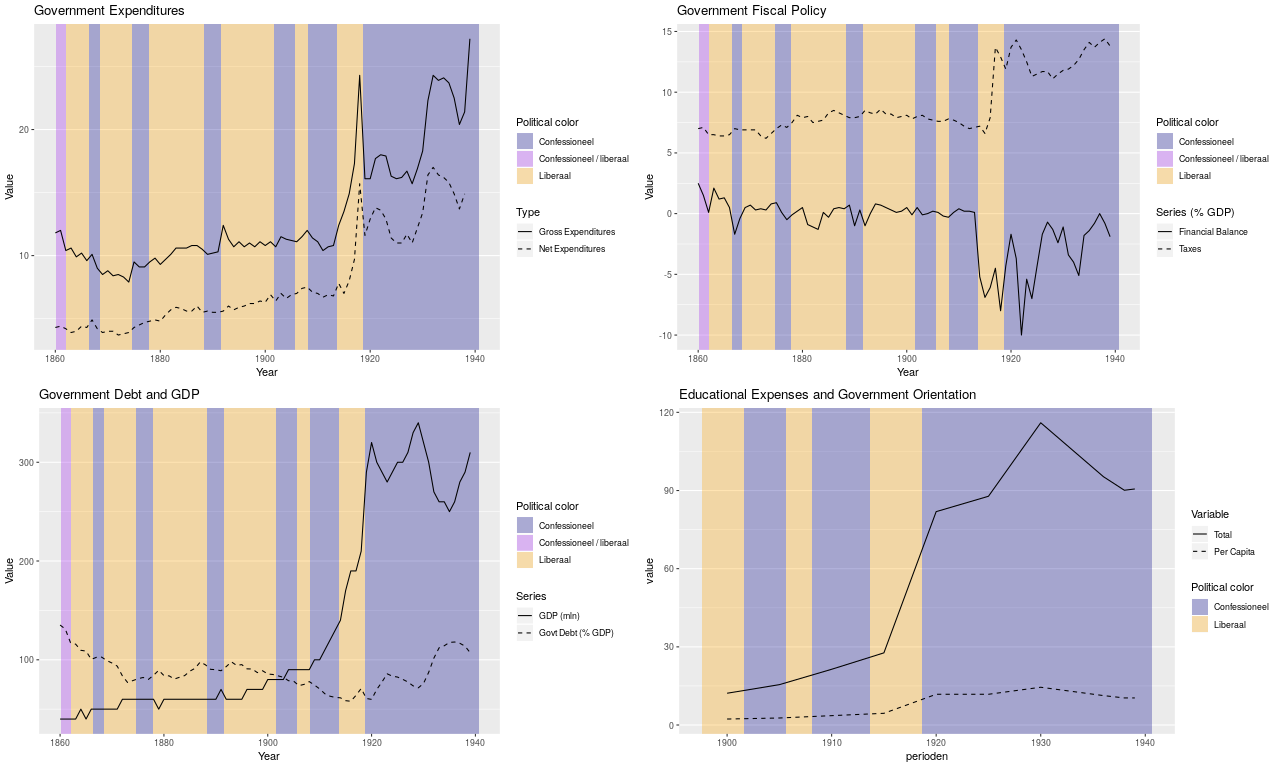 Government Expenditures
Value
20
10
1860 1880 1900 1920 1940
Year
Political color
Confessioneel
Confessioneel / liberaal
Liberaal
Type
Gross Expenditures
Net Expenditures
Government Fiscal Policy
Value
15
10
5
0
-5
-10
1860 1880 1900 1920 1940
Year
Political color
Confessioneel
Confessioneel / liberaal
Liberaal
Series (% GDP)
Financial Balance
Taxes
Government Debt and GDP
Value
300
200
100
1860 1880 1900 1920 1940
Year
Political color
Confessioneel
Confessioneel / liberaal
Liberaal
Series
GDP (mln)
Govt Debt (% GDP)
Educational Expenses and Government Orientation
value
120
90
60
30
0
1900 1910 1920 1930 1940
perioden
Variable
Total
Per Capita
Political color
Confessioneel
Liberaal